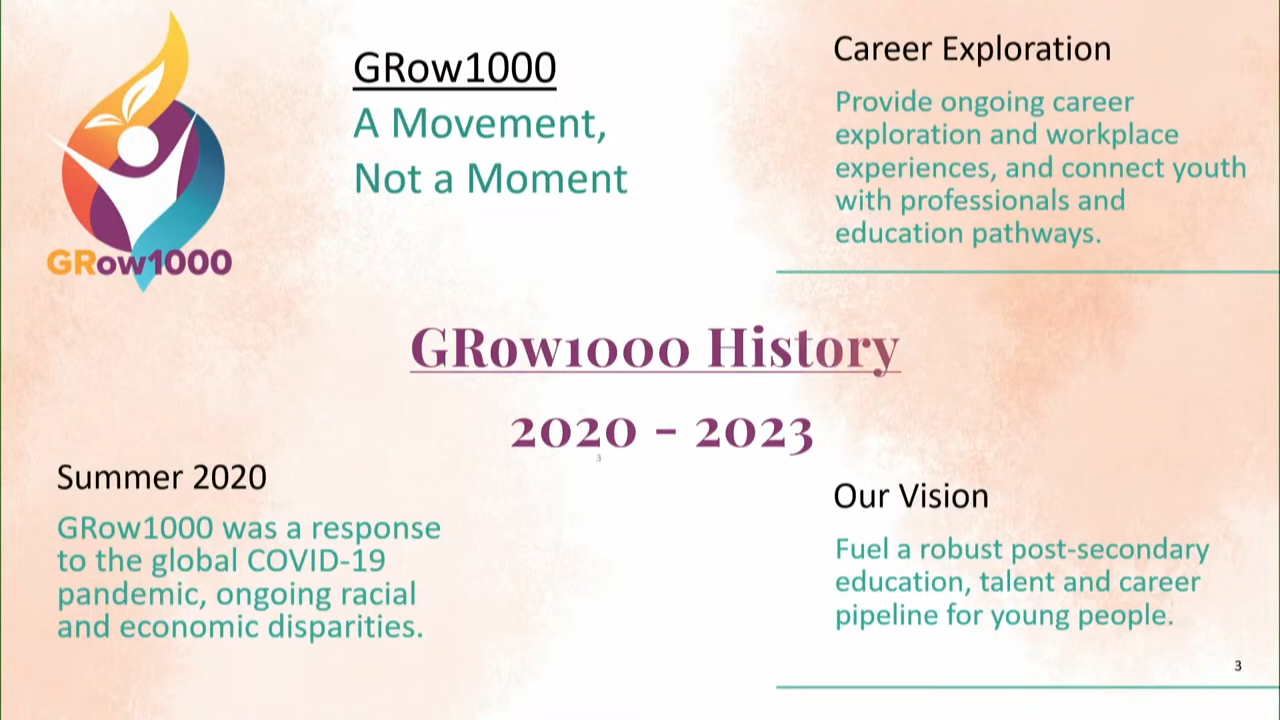 GRow1000
GRow1000
A Movement,
Not a Moment
Career Exploration
Provide ongoing career
exploration and workplace
experiences, and connect youth
with professionals and
education pathways.
GRow1000 History
2020 - 2023
3
Summer 2020
GRow1000 was a response
to the global COVID-19
pandemic, ongoing racial
and economic disparities.
Our Vision
Fuel a robust post-secondary
education, talent and career
pipeline for young people.
3